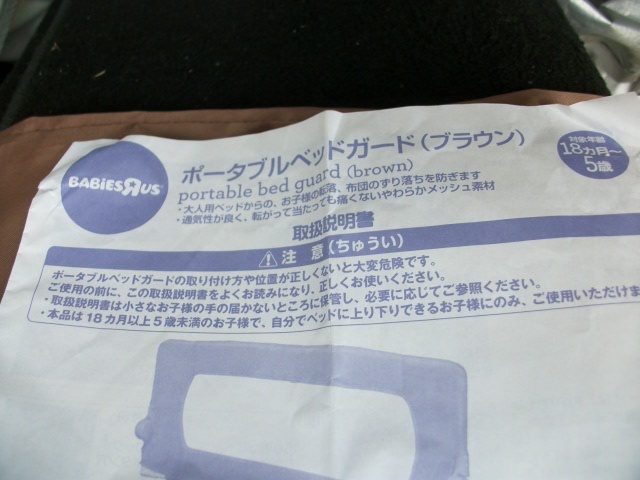 BABIESRUS
ポータブルベッドガード（ブラウン）
portable bed guard (brown)
対象年齢
18カ月～
5歳
・大人用ベッドからの、お子様の転落、布団のずり落ちを防ぎます
・通気性が良く、転がって当たっても痛くないやわらかメッシュ素材
取扱説明書
注 意（ちゅうい）
ポータブルベッドガードの取り付け方や位置が正しくないと大変危険です。
ご使用の前に、この取扱説明書をよくお読みになり、正しくお使いください。
・取扱説明書は小さなお子様の手の届かないところに保管し、必要に応じてご参照ください。
・本品は18カ月以上5歳未満のお子様で、自分でベッドに上り下りできるお子様にのみ、ご使用いただけま